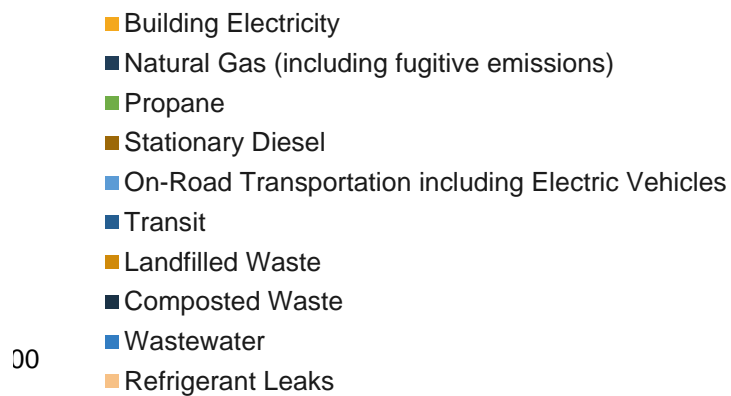 Building Electricity
Natural Gas (including fugitive emissions)
Propane
Stationary Diesel
On-Road Transportation including Electric Vehicles
Transit
Landfilled Waste
Composted Waste
Wastewater
00
Refrigerant Leaks